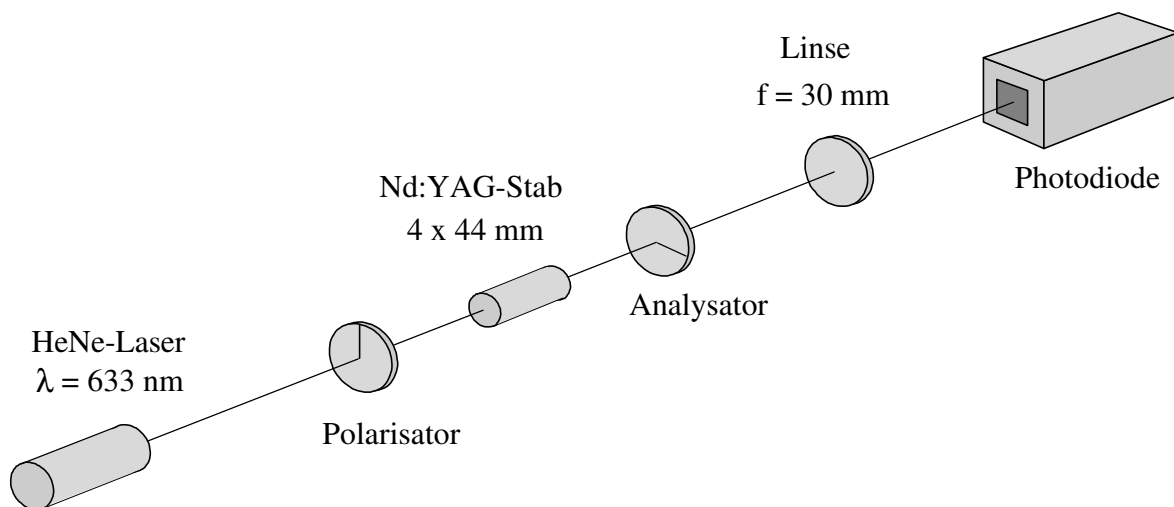 Linse
f = 30 mm
Photodiode
Nd:YAG-Stab
4 x 44 mm
Analysator
HeNe-Laser
λ = 633 nm
Polarisator